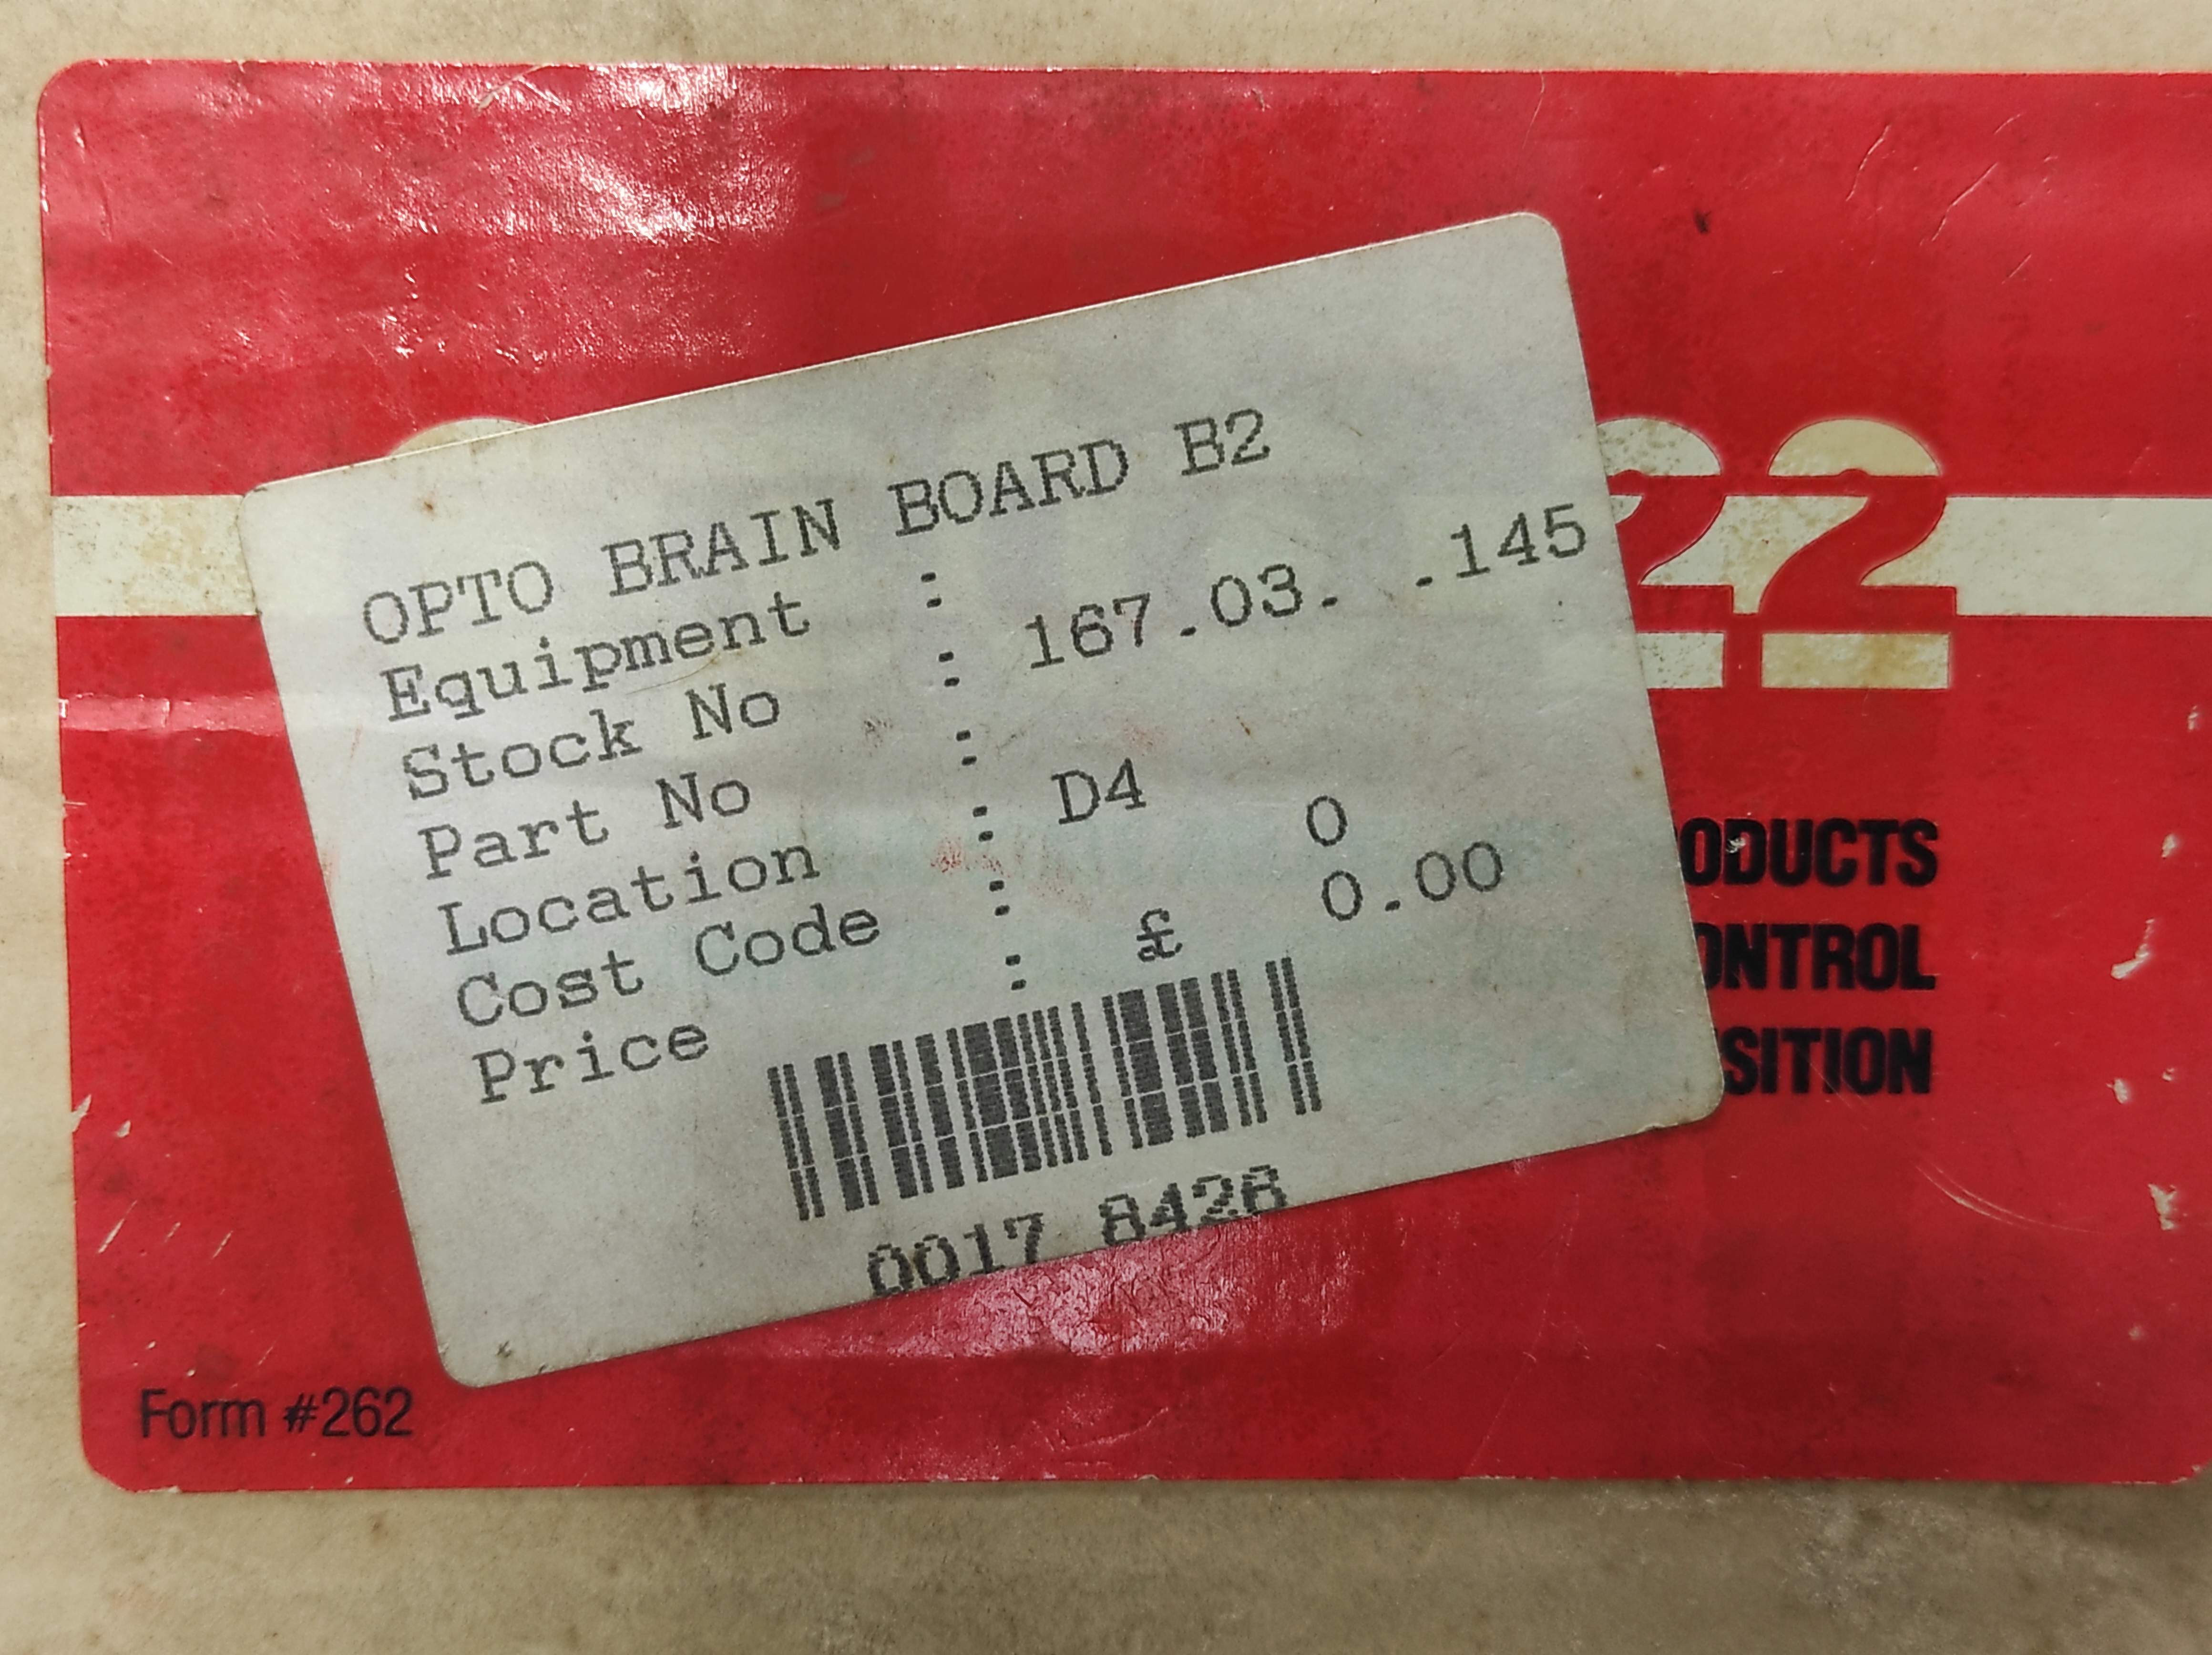 OPTO BRAIN BOARD B2
Equipment :
Stock No : 167.03. .145
Part No :
Location : D4
Cost Code : 0
Price : £ 0.00
0017 8428
22
ODUCTS
ONTROL
SITION
Form #262